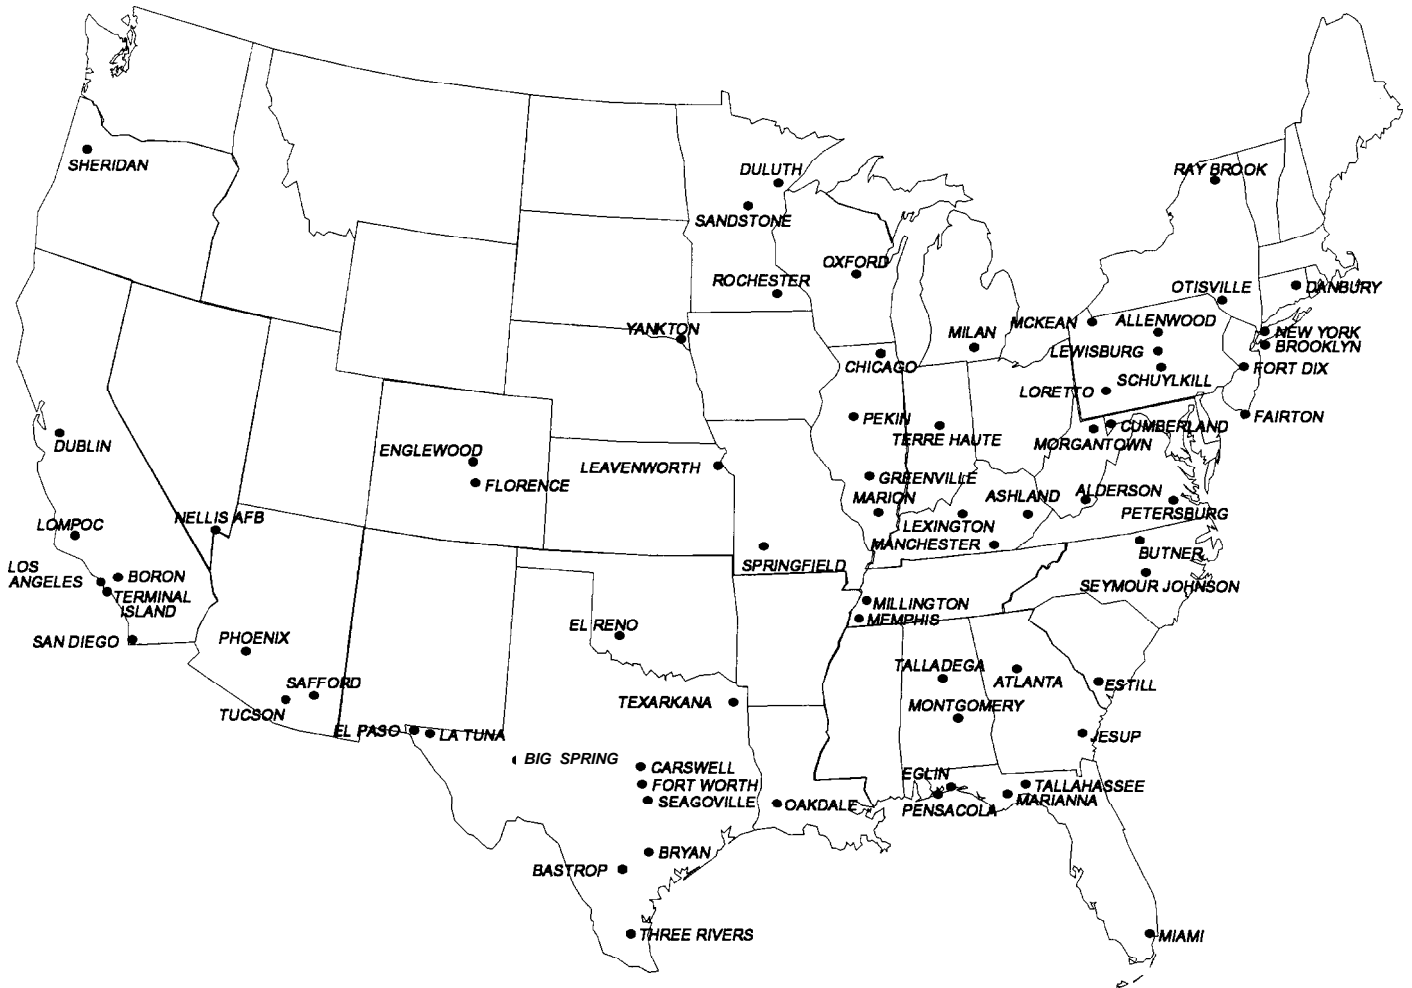 SHERIDAN
DULUTH
SANDSTONE
RAY BROOK
OXFORD
ROCHESTER
OTISVILLE
DANBURY
YANKTON
MILAN
MCKEAN
ALLENWOOD
NEW YORK
BROOKLYN
LEWISBURG
CHICAGO
FORT DIX
SCHUYLKILL
LORETTO
PEKIN
FAIRTON
CUMBERLAND
TERRE HAUTE
MORGANTOWN
DUBLIN
ENGLEWOOD
LEAVENWORTH
FLORENCE
GREENVILLE
ALDERSON
MARION
ASHLAND
PETERSBURG
NELLIS AFB
LOMPOC
LEXINGTON
MANCHESTER
BUTNER
SPRINGFIELD
LOS
ANGELES
BORON
SEYMOUR JOHNSON
TERMINAL
ISLAND
MILLINGTON
MEMPHIS
EL RENO
SAN DIEGO
PHOENIX
TALLADEGA
ATLANTA
SAFFORD
ESTILL
TEXARKANA
MONTGOMERY
TUCSON
EL PASO
LA TUNA
JESUP
BIG SPRING
CARSWELL
EGLIN
FORT WORTH
TALLAHASSEE
SEAGOVILLE
OAKDALE
PENSACOLA
MARIANNA
BRYAN
BASTROP
THREE RIVERS
MIAMI